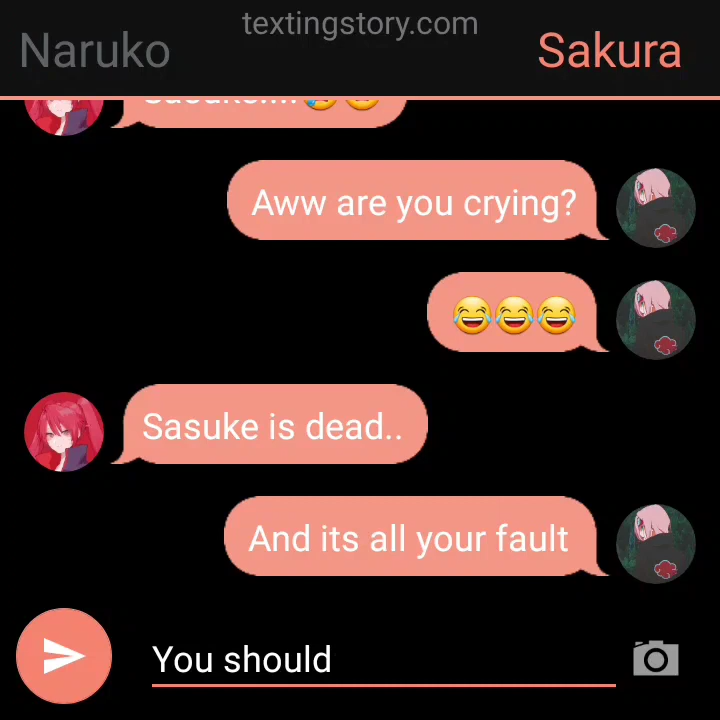 textingstory.com
Naruko
Sakura
Aww are you crying?
😂😂😂
Sasuke is dead..
And its all your fault
You should